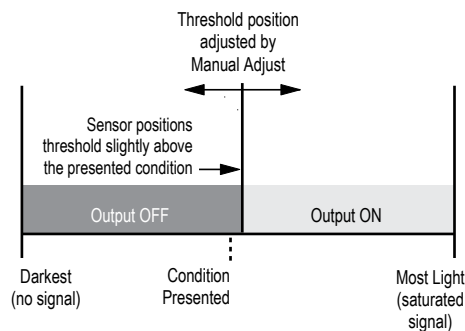 Threshold position
adjusted by
Manual Adjust
Sensor positions
threshold slightly above
the presented condition
Output OFF
Output ON
Darkest
(no signal)
Condition
Presented
Most Light
(saturated
signal)